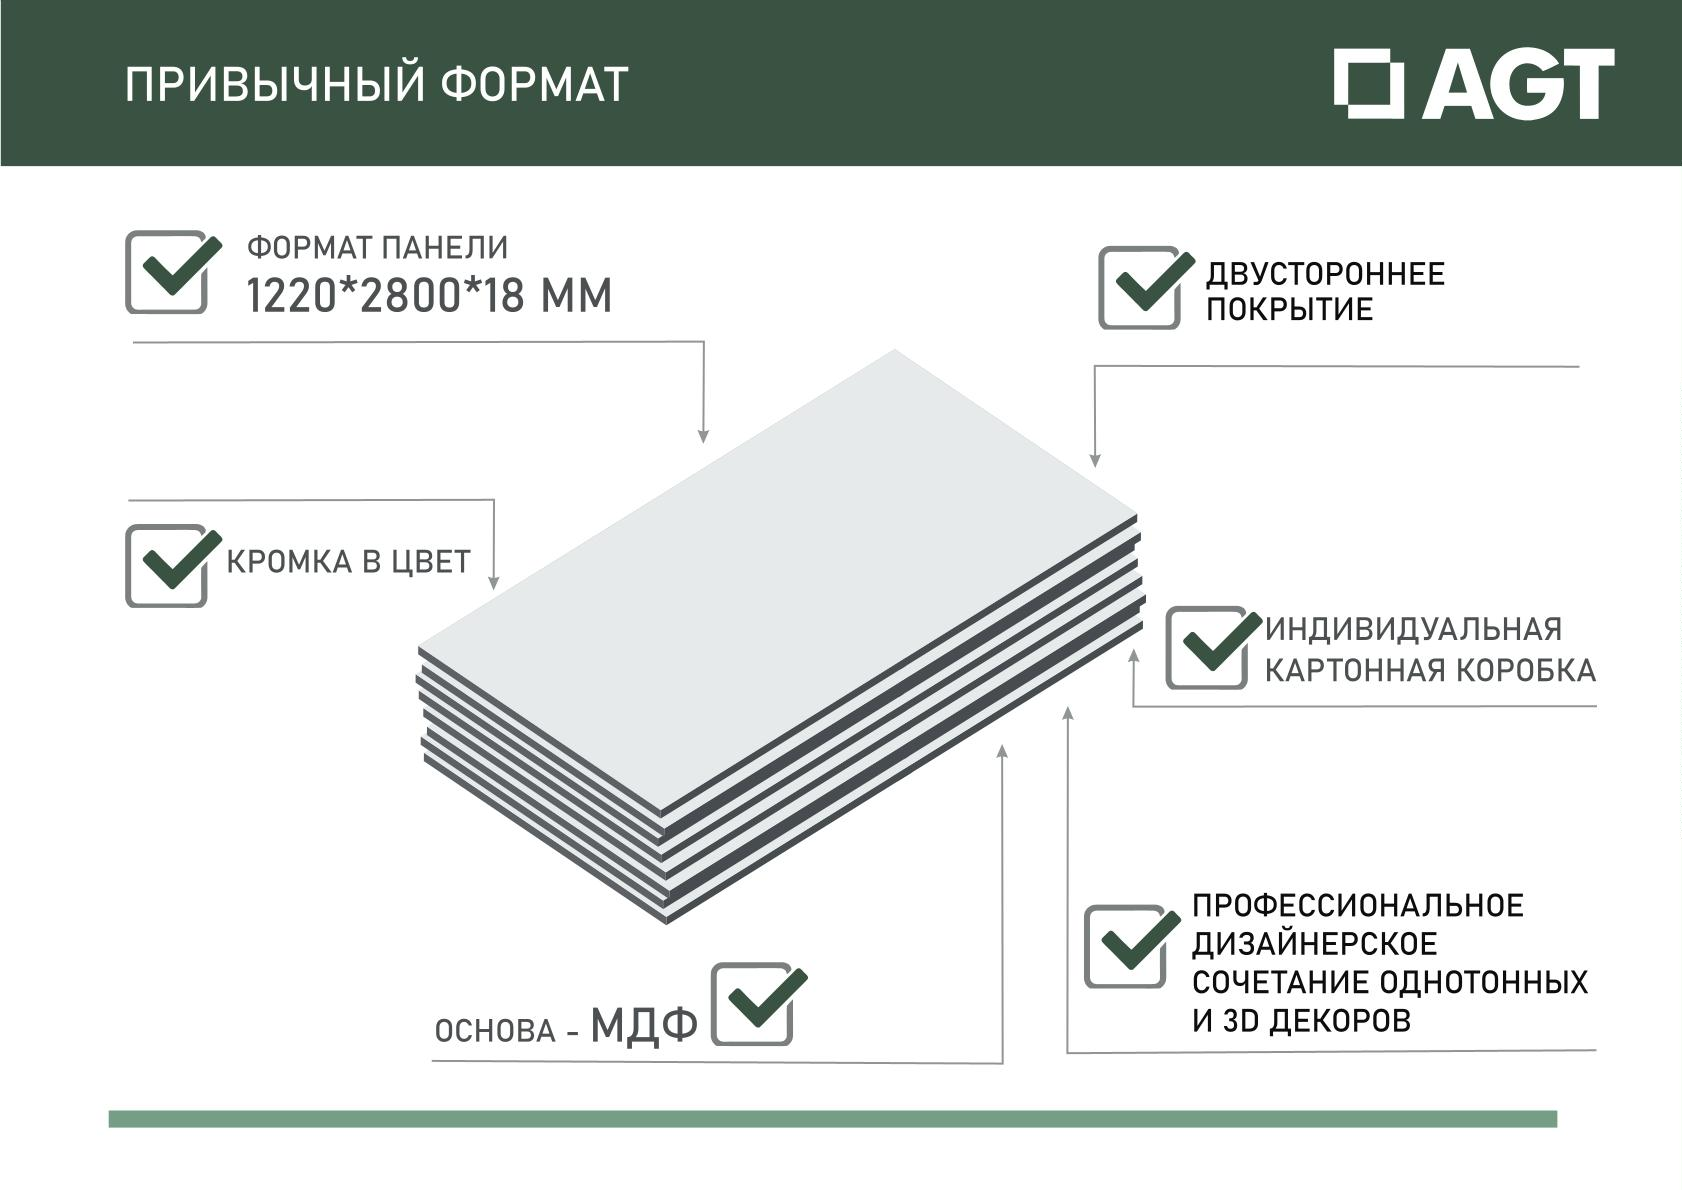 ПРИВЫЧНЫЙ ФОРМАТ
AGT
ФОРМАТ ПАНЕЛИ
1220*2800*18 ММ
ДВУСТОРОННЕЕ
ПОКРЫТИЕ
КРОМКА В ЦВЕТ
ИНДИВИДУАЛЬНАЯ
КАРТОННАЯ КОРОБКА
ПРОФЕССИОНАЛЬНОЕ
ДИЗАЙНЕРСКОЕ
СОЧЕТАНИЕ ОДНОТОННЫХ
И 3D ДЕКОРОВ
ОСНОВА - МДФ